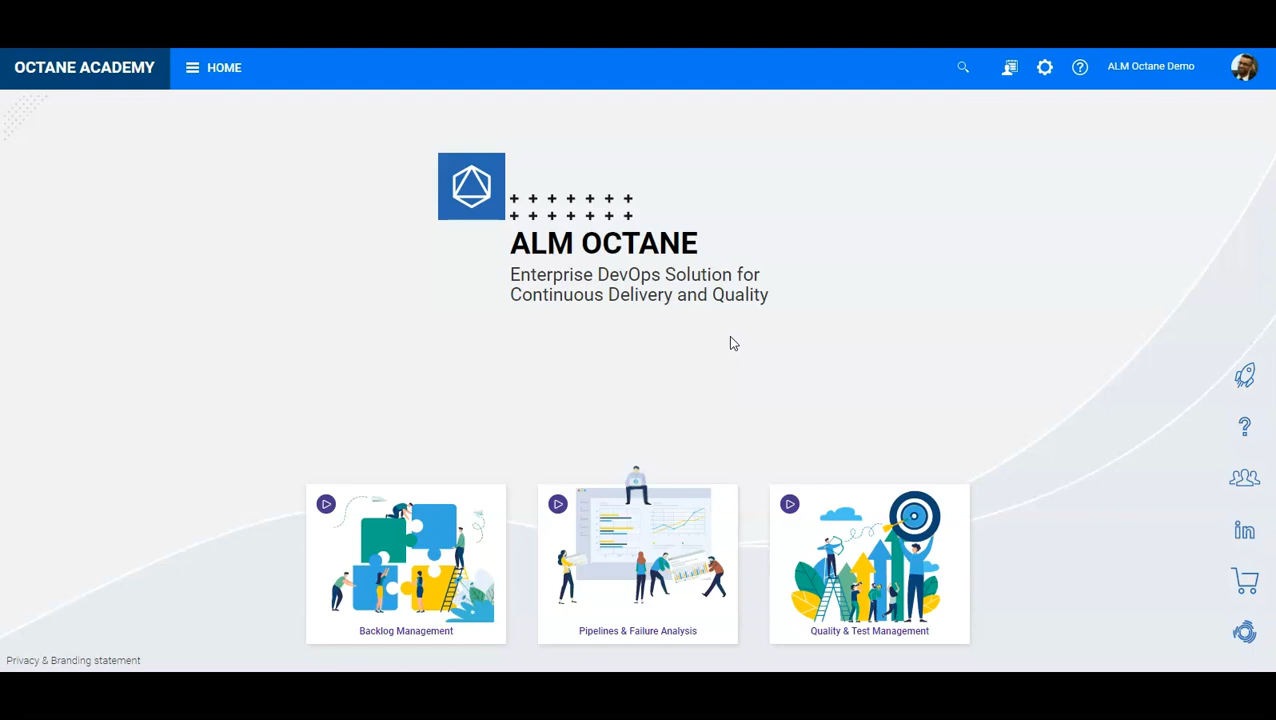 OCTANE ACADEMY
HOME
ALM Octane Demo
ALM OCTANE
Enterprise DevOps Solution for
Continuous Delivery and Quality
Backlog Management
Pipelines & Failure Analysis
Quality & Test Management
Privacy & Branding statement